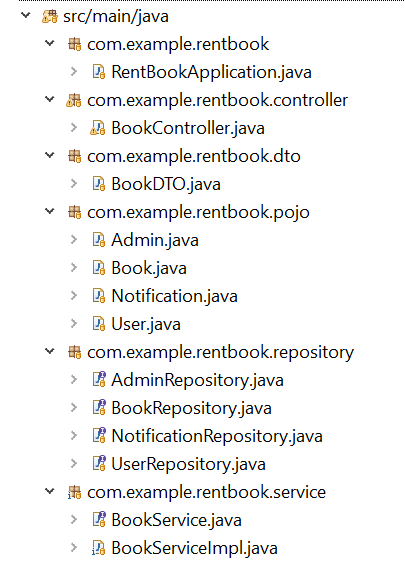 src/main/java
com.example.rentbook
RentBookApplication.java
com.example.rentbook.controller
BookController.java
com.example.rentbook.dto
BookDTO.java
com.example.rentbook.pojo
Admin.java
Book.java
Notification.java
User.java
com.example.rentbook.repository
AdminRepository.java
BookRepository.java
NotificationRepository.java
UserRepository.java
com.example.rentbook.service
BookService.java
BookServiceImpl.java